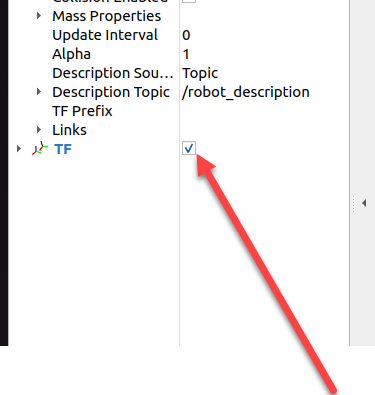 Collision Enabled
Mass Properties
Update Interval 0
Alpha 1
Description Sou... Topic
Description Topic /robot_description
TF Prefix
Links
TF